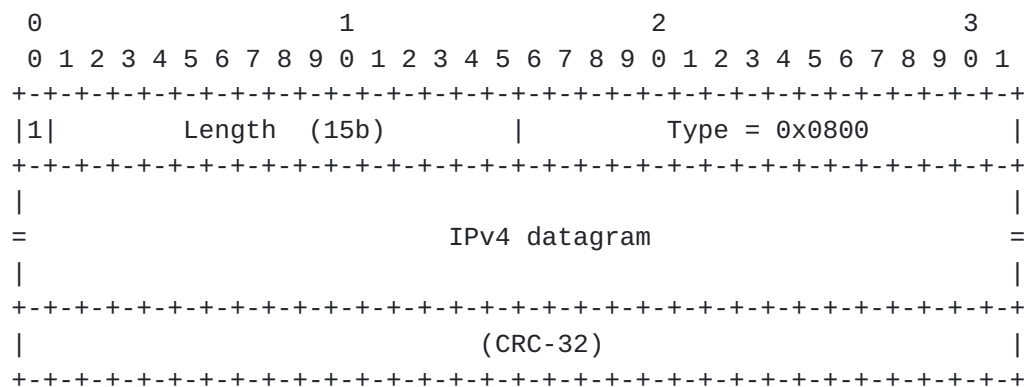 0                   1                   2                   3
 0 1 2 3 4 5 6 7 8 9 0 1 2 3 4 5 6 7 8 9 0 1 2 3 4 5 6 7 8 9 0 1
+-+-+-+-+-+-+-+-+-+-+-+-+-+-+-+-+-+-+-+-+-+-+-+-+-+-+-+-+-+-+-+-+
|1|        Length  (15b)        |         Type = 0x0800         |
+-+-+-+-+-+-+-+-+-+-+-+-+-+-+-+-+-+-+-+-+-+-+-+-+-+-+-+-+-+-+-+-+
|                                                               |
=                           IPv4 datagram                       =
|                                                               |
+-+-+-+-+-+-+-+-+-+-+-+-+-+-+-+-+-+-+-+-+-+-+-+-+-+-+-+-+-+-+-+-+
|                             (CRC-32)                          |
+-+-+-+-+-+-+-+-+-+-+-+-+-+-+-+-+-+-+-+-+-+-+-+-+-+-+-+-+-+-+-+-+